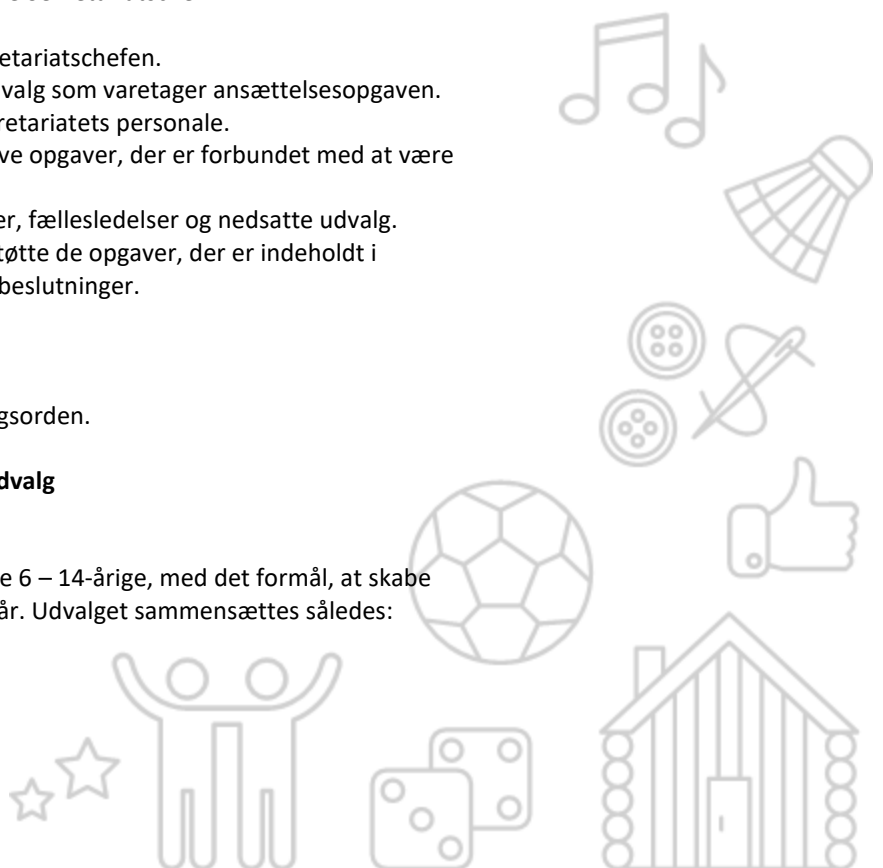 etariatschefen.
valg som varetager ansættelsesopgaven.
retariatets personale.
ve opgaver, der er forbundet med at være
er, fællesledelser og nedsatte udvalg.
tøtte de opgaver, der er indeholdt i
beslutninger.
gsorden.
dvalg
e 6 – 14-årige, med det formål, at skabe
år. Udvalget sammensættes således: